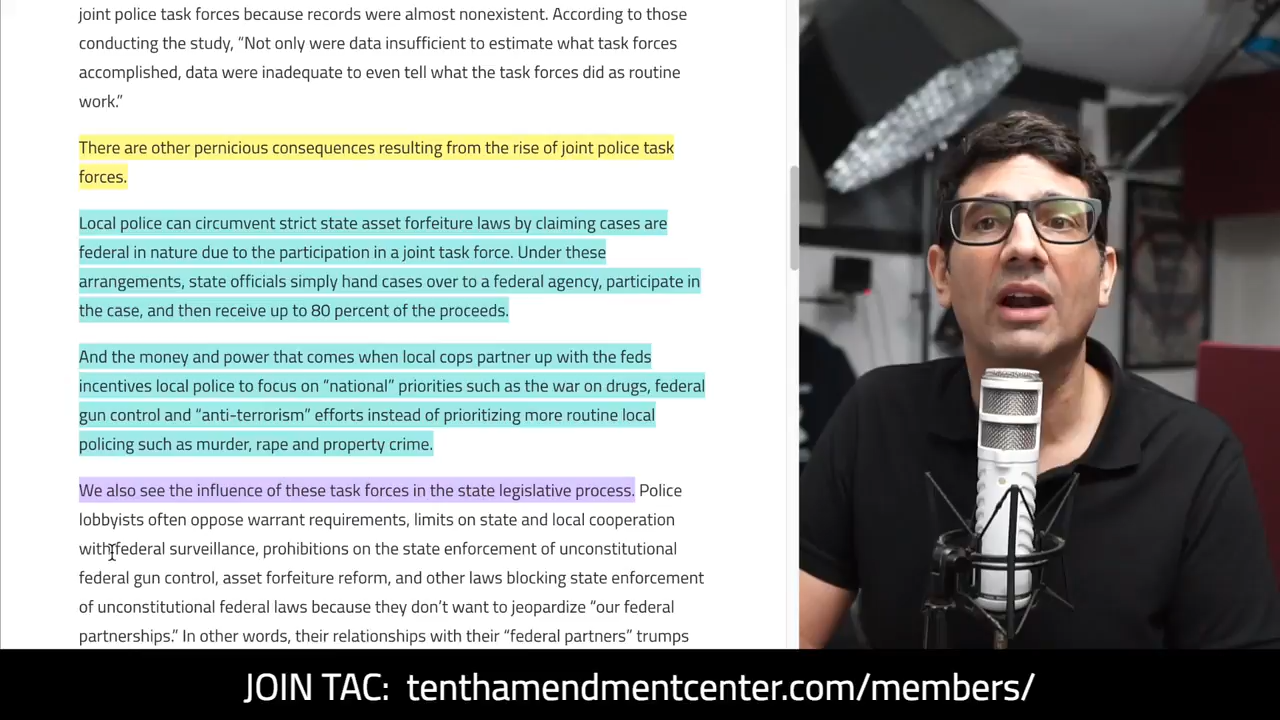 joint police task forces because records were almost nonexistent. According to those
conducting the study, “Not only were data insufficient to estimate what task forces
accomplished, data were inadequate to even tell what the task forces did as routine
work.”
There are other pernicious consequences resulting from the rise of joint police task
forces.
Local police can circumvent strict state asset forfeiture laws by claiming cases are
federal in nature due to the participation in a joint task force. Under these
arrangements, state officials simply hand cases over to a federal agency, participate in
the case, and then receive up to 80 percent of the proceeds.
And the money and power that comes when local cops partner up with the feds
incentives local police to focus on “national” priorities such as the war on drugs, federal
gun control and “anti-terrorism” efforts instead of prioritizing more routine local
policing such as murder, rape and property crime.
We also see the influence of these task forces in the state legislative process. Police
lobbyists often oppose warrant requirements, limits on state and local cooperation
with federal surveillance, prohibitions on the state enforcement of unconstitutional
federal gun control, asset forfeiture reform, and other laws blocking state enforcement
of unconstitutional federal laws because they don’t want to jeopardize “our federal
partnerships.” In other words, their relationships with their “federal partners” trumps
JOIN TAC: tenthamendmentcenter.com/members/